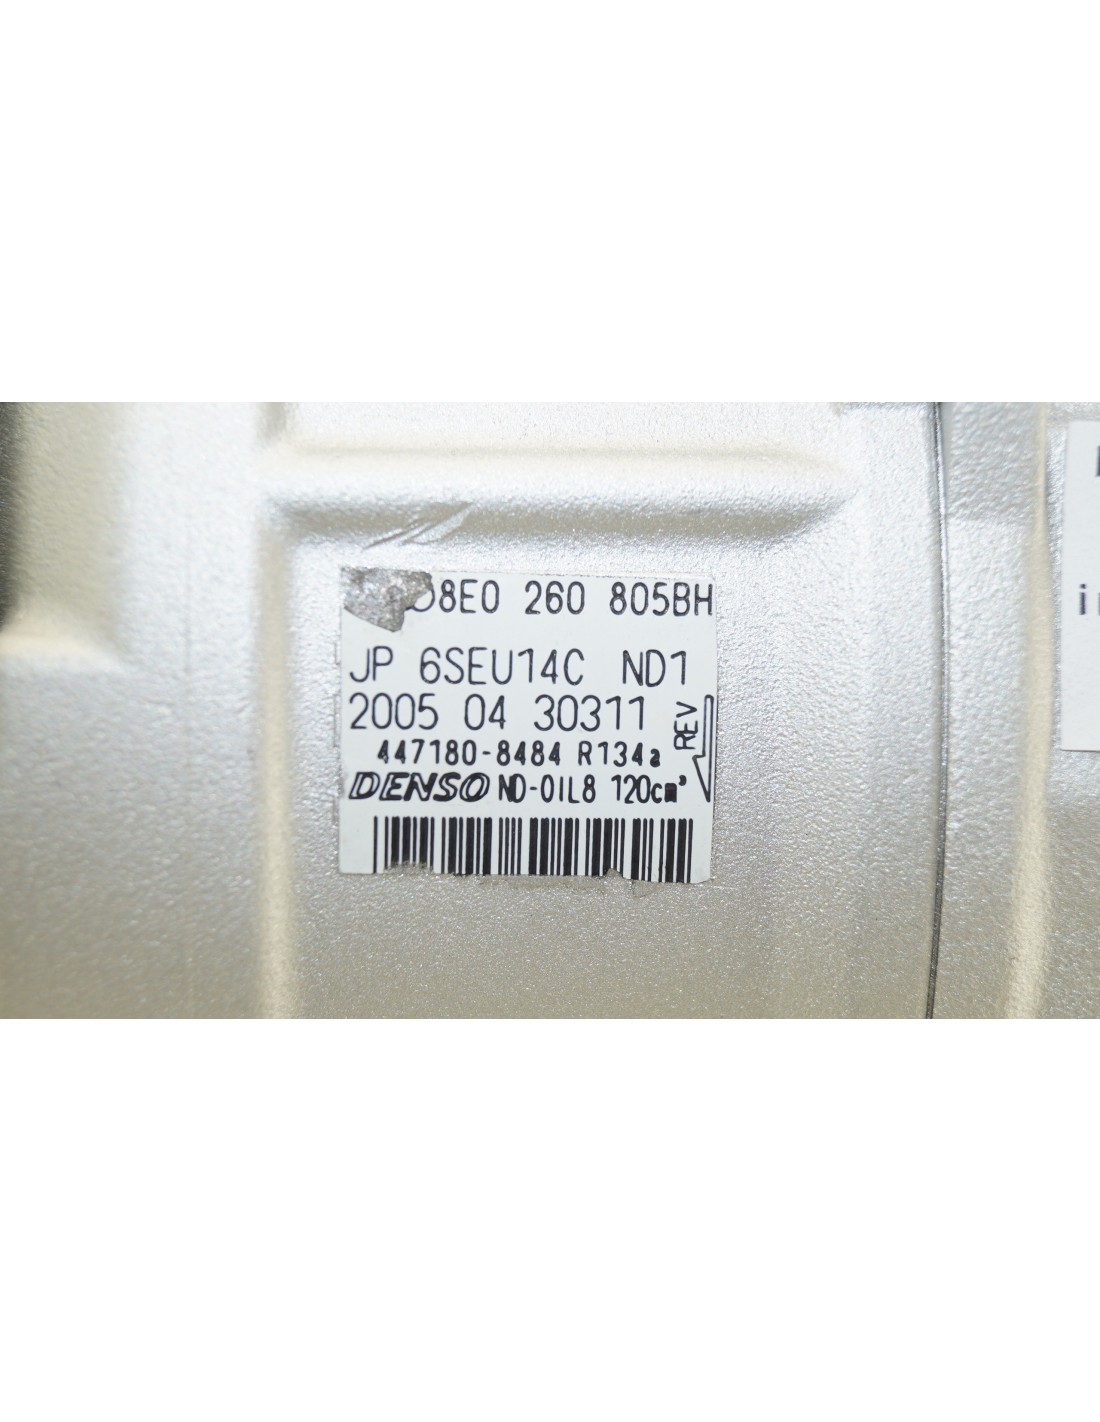 8E0 260 805BH
JP 6SEU14C ND1
2005 04 30311
REV
447180-8484 R134a
DENSO ND-OIL8 120cm³